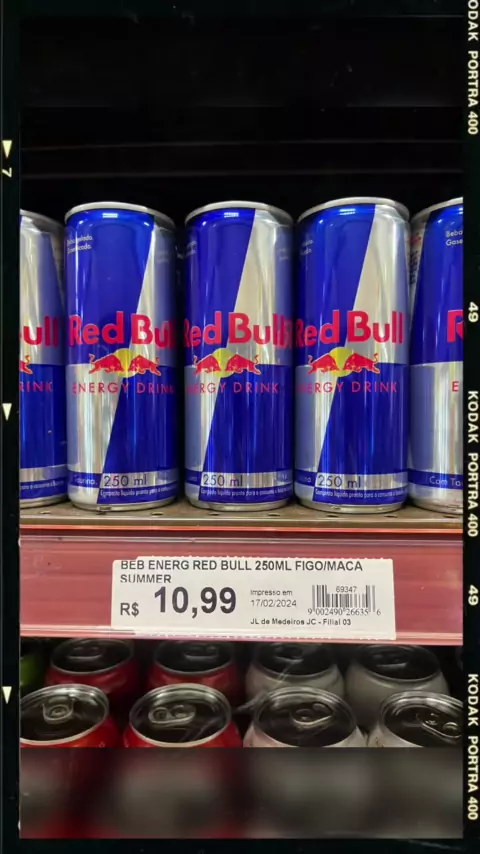 KODAK PORTRA 400
7
49
KODAK PORTRA 400
49
KODAK PORTRA 400
Red Bull
ENERGY DRINK
250 ml
Red Bull
ENERGY DRINK
250 ml
Red Bull
ENERGY DRINK
250 ml
BEB ENERG RED BULL 250ML FIGO/MACA
SUMMER
R$ 10,99
Impresso em
17/02/2024
69347
9 002490 26635 6
JL de Medeiros JC - Filial 03